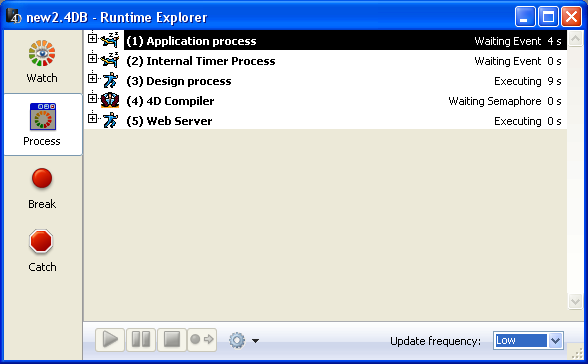 new2.4DB - Runtime Explorer
Watch
Process
Break
Catch
(1) Application process Waiting Event 4 s
(2) Internal Timer Process Waiting Event 0 s
(3) Design process Executing 9 s
(4) 4D Compiler Waiting Semaphore 0 s
(5) Web Server Executing 0 s
Update frequency: Low